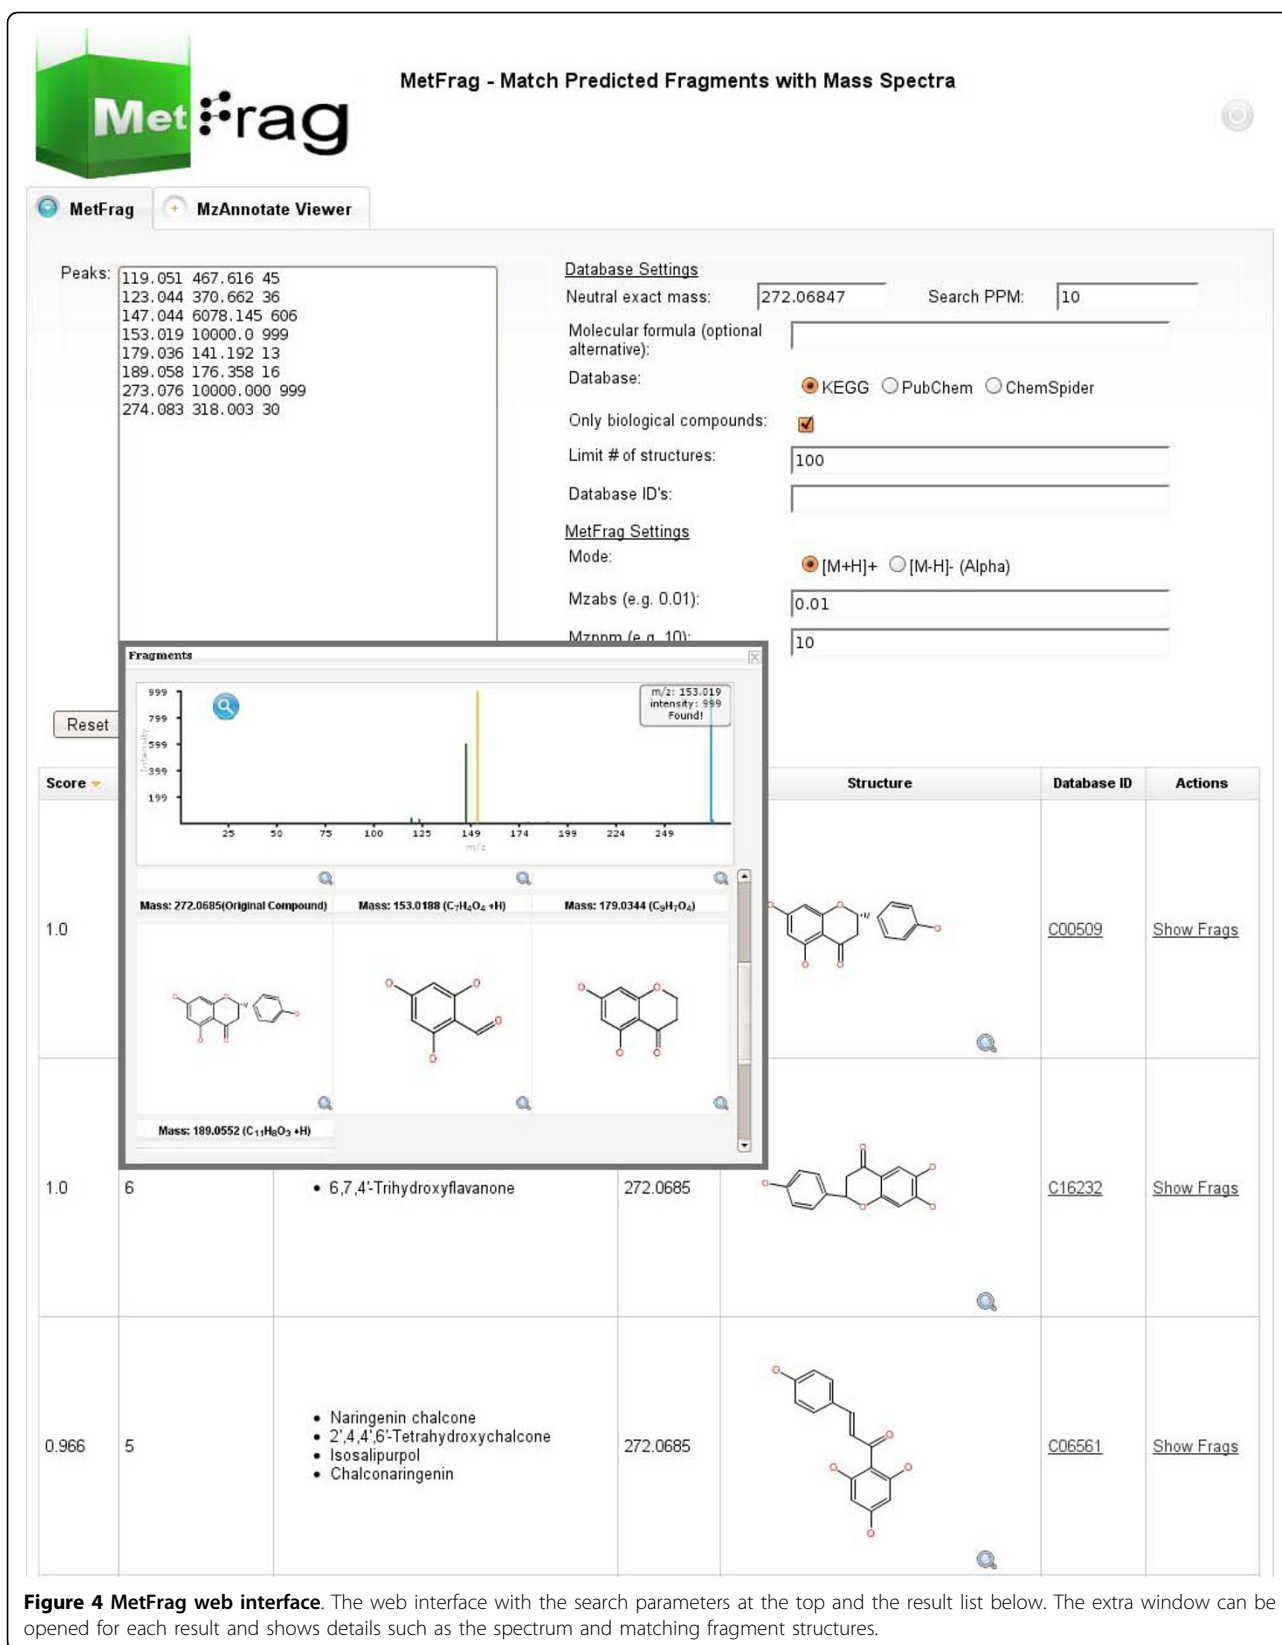 MetFrag
MetFrag - Match Predicted Fragments with Mass Spectra
MetFrag
MzAnnotate Viewer
Peaks:
119.051 467.616 45
123.044 370.662 36
147.044 6078.145 606
153.019 10000.0 999
179.036 141.192 13
189.058 176.358 16
273.076 10000.000 999
274.083 318.003 30
Database Settings
Neutral exact mass: 272.06847 Search PPM: 10
Molecular formula (optional
alternative):
Database: KEGG PubChem ChemSpider
Only biological compounds:
Limit # of structures: 100
Database ID's:
MetFrag Settings
Mode: [M+H]+ [M-H]- (Alpha)
Mzabs (e.g. 0.01): 0.01
Mzppm (e.g. 10): 10
Reset
Fragments
m/z: 153.019
intensity: 999
Found!
Intensity
999
799
599
399
199
25 50 75 100 125 149 174 199 224 249
m/z
Mass: 272.0685(Original Compound) Mass: 153.0188 (C₇H₄O₄ +H) Mass: 179.0344 (C₉H₇O₄)
O O O O O
O O O O
O O O O
Mass: 189.0552 (C₁₁H₈O₃ +H)
Score Structure Database ID Actions
1.0 C00509 Show Frags
O O O O O
1.0 6 • 6,7,4'-Trihydroxyflavanone 272.0685 C16232 Show Frags
O O O O O
0.966 5 272.0685 C06561 Show Frags
• Naringenin chalcone
• 2',4,4',6'-Tetrahydroxychalcone
• Isosalipurpol
• Chalconaringenin
O O O O O
Figure 4 MetFrag web interface. The web interface with the search parameters at the top and the result list below. The extra window can be
opened for each result and shows details such as the spectrum and matching fragment structures.